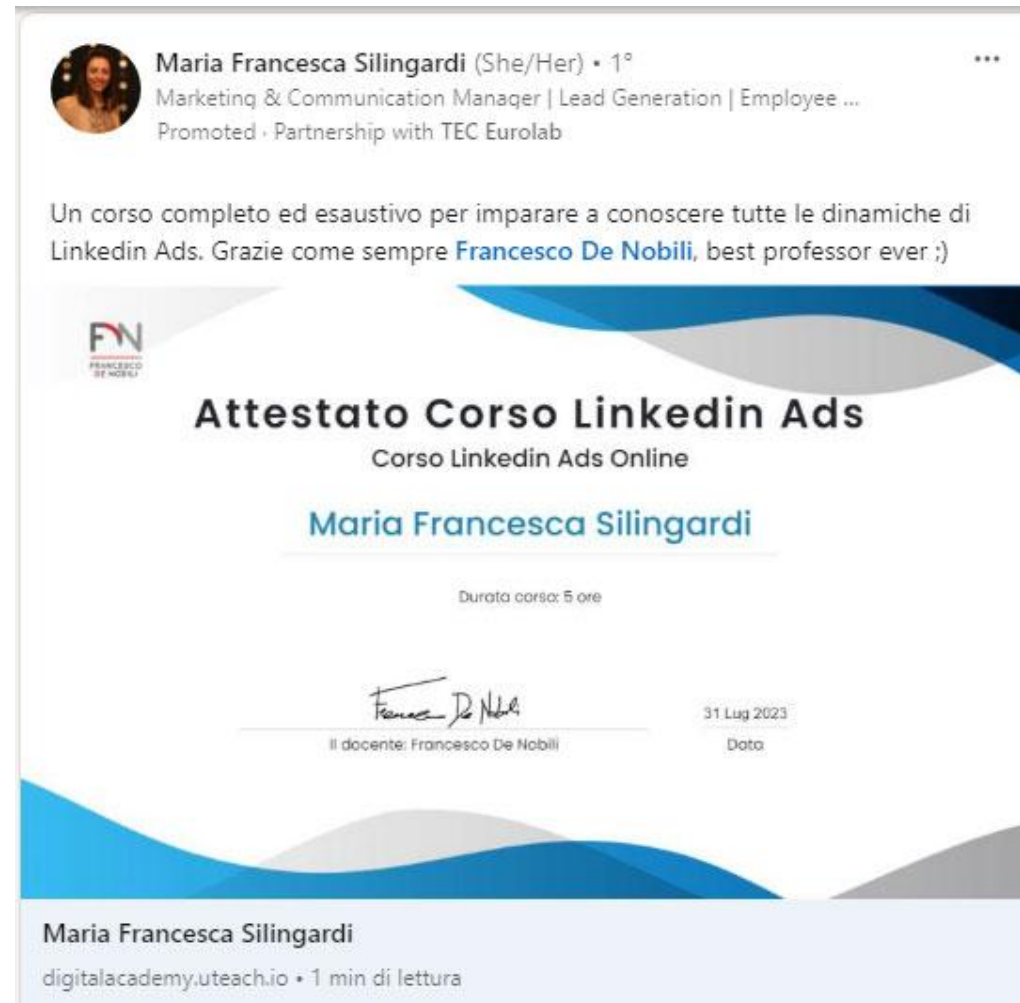 Maria Francesca Silingardi (She/Her) • 1°
Marketing & Communication Manager | Lead Generation | Employee ...
Promoted · Partnership with TEC Eurolab
Un corso completo ed esaustivo per imparare a conoscere tutte le dinamiche di
Linkedin Ads. Grazie come sempre Francesco De Nobili, best professor ever ;)
FN
FRANCESCO
DE NOBILI
Attestato Corso Linkedin Ads
Corso Linkedin Ads Online
Maria Francesca Silingardi
Durata corso: 5 ore
Francesco De Nobili
31 Lug 2023
Il docente: Francesco De Nobili
Data
Maria Francesca Silingardi
digitalacademy.uteach.io • 1 min di lettura